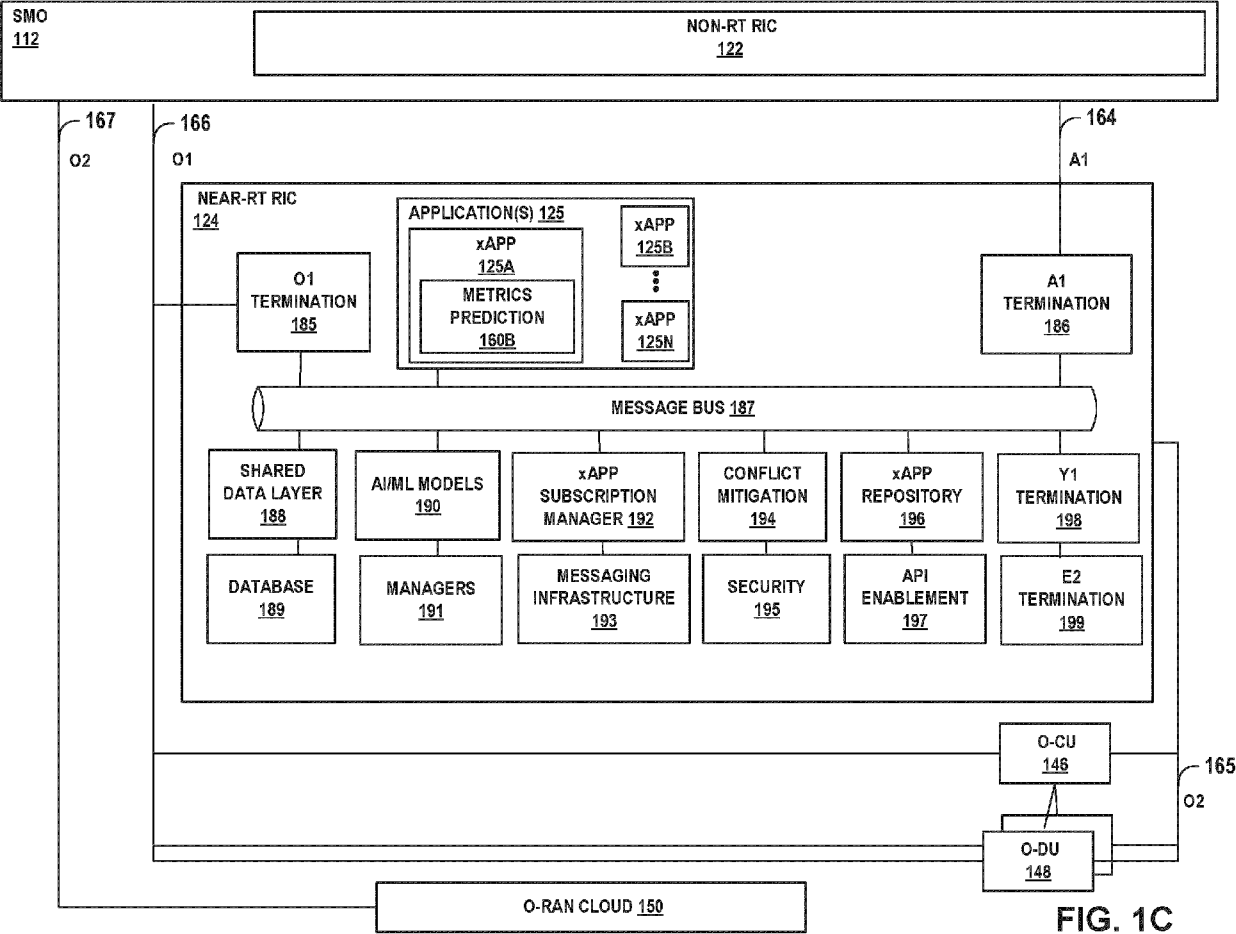 SMO
112
NON-RT RIC
122
167
166
164
O2
O1
A1
NEAR-RT RIC
124
APPLICATION(S) 125
xAPP
125A
METRICS
PREDICTION
160B
xAPP
125B
xAPP
125N
O1
TERMINATION
185
A1
TERMINATION
186
MESSAGE BUS 187
SHARED
DATA LAYER
188
AI/ML MODELS
190
xAPP
SUBSCRIPTION
MANAGER 192
CONFLICT
MITIGATION
194
xAPP
REPOSITORY
196
Y1
TERMINATION
198
DATABASE
189
MANAGERS
191
MESSAGING
INFRASTRUCTURE
193
SECURITY
195
API
ENABLEMENT
197
E2
TERMINATION
199
O-CU
146
165
O2
O-DU
148
O-RAN CLOUD 150
FIG. 1C